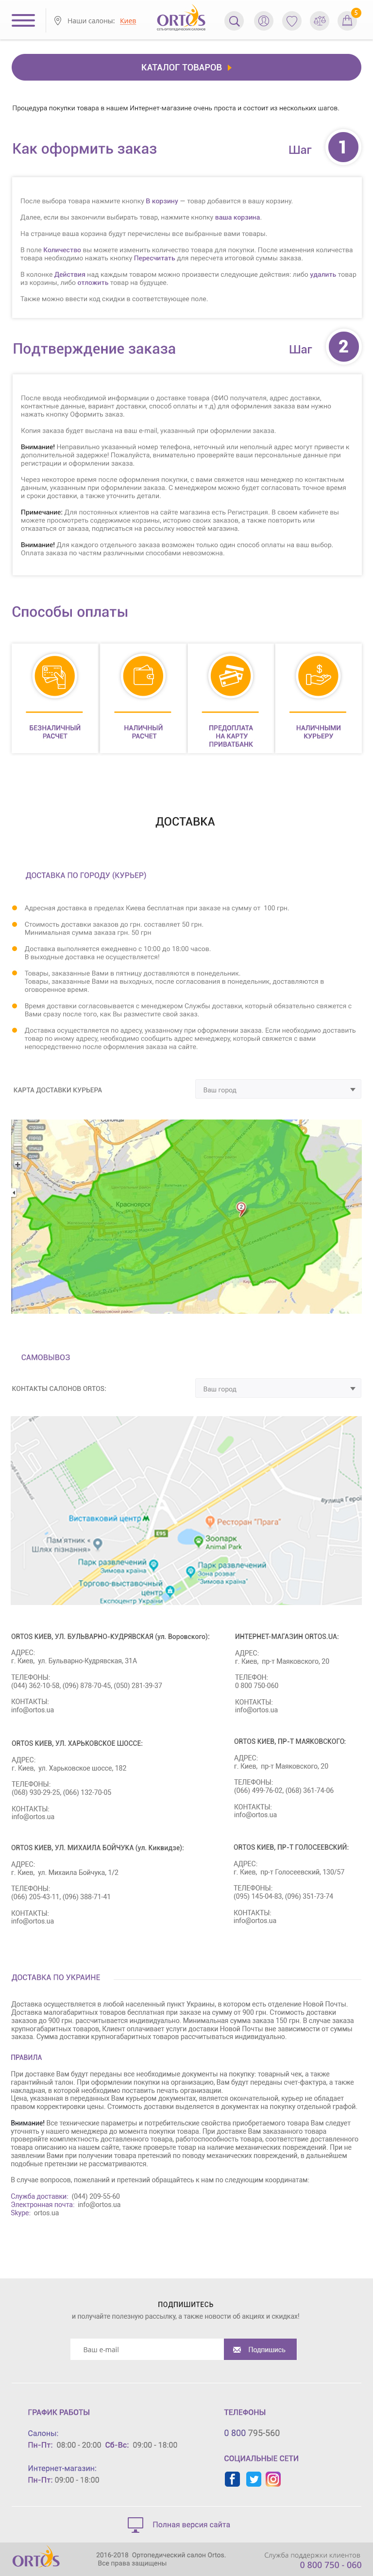 Наши салоны: Киев
ORTOS
ОРТОПЕДИЧЕСКИЙ САЛОН
5
КАТАЛОГ ТОВАРОВ
Процедура покупки товара в нашем Интернет-магазине очень проста и состоит из нескольких шагов.
Как оформить заказ
Шаг 1
После выбора товара нажмите кнопку В корзину — товар добавится в вашу корзину.
Далее, если вы закончили выбирать товар, нажмите кнопку ваша корзина.
На странице ваша корзина будут перечислены все выбранные вами товары.
В поле Количество вы можете изменить количество товара для покупки. После изменения количества
товара необходимо нажать кнопку Пересчитать для пересчета итоговой суммы заказа.
В колонке Действия над каждым товаром можно произвести следующие действия: либо удалить товар
из корзины, либо отложить товар на будущее.
Также можно ввести код скидки в соответствующее поле.
Подтверждение заказа
Шаг 2
После ввода необходимой информации о доставке товара (ФИО получателя, адрес доставки,
контактные данные, вариант доставки, способ оплаты и т.д) для оформления заказа вам нужно
нажать кнопку Оформить заказ.
Копия заказа будет выслана на ваш e-mail, указанный при оформлении заказа.
Внимание! Неправильно указанный номер телефона, неточный или неполный адрес могут привести к
дополнительной задержке! Пожалуйста, внимательно проверяйте ваши персональные данные при
регистрации и оформлении заказа.
Через некоторое время после оформления покупки, с вами свяжется наш менеджер по контактным
данным, указанным при оформлении заказа. С менеджером можно будет согласовать точное время
и сроки доставки, а также уточнить детали.
Примечание: Для постоянных клиентов на сайте магазина есть Регистрация. В своем кабинете вы
можете просмотреть содержимое корзины, историю своих заказов, а также повторить или
отказаться от заказа, подписаться на рассылку новостей магазина.
Внимание! Для каждого отдельного заказа возможен только один способ оплаты на ваш выбор.
Оплата заказа по частям различными способами невозможна.
Способы оплаты
БЕЗНАЛИЧНЫЙ
РАСЧЕТ
НАЛИЧНЫЙ
РАСЧЕТ
ПРЕДОПЛАТА
НА КАРТУ
ПРИВАТБАНК
НАЛИЧНЫМИ
КУРЬЕРУ
ДОСТАВКА
ДОСТАВКА ПО ГОРОДУ (КУРЬЕР)
Адресная доставка в пределах Киева бесплатная при заказе на сумму от 100 грн.
Стоимость доставки заказов до грн. составляет 50 грн.
Минимальная сумма заказа грн. 50 грн
Доставка выполняется ежедневно с 10:00 до 18:00 часов.
В выходные доставка не осуществляется!
Товары, заказанные Вами в пятницу доставляются в понедельник.
Товары, заказанные Вами на выходных, после согласования в понедельник, доставляются в
оговоренное время.
Время доставки согласовывается с менеджером Службы доставки, который обязательно свяжется с
Вами сразу после того, как Вы разместите свой заказ.
Доставка осуществляется по адресу, указанному при оформлении заказа. Если необходимо доставить
товар по иному адресу, необходимо сообщить адрес менеджеру, который свяжется с вами
непосредственно после оформления заказа на сайте.
КАРТА ДОСТАВКИ КУРЬЕРА
Ваш город
Красноярск
2
САМОВЫВОЗ
КОНТАКТЫ САЛОНОВ ORTOS:
Ваш город
Виставковий центр
E95
Ресторан "Прага"
Пам'ятник
Шлях пізнання
Зоопарк
Animal Park
Парк развлечений
Зимова країна
Парк развлечений
Зона розваг
"Зимова країна"
Торгово-выставочный
Експоцентр Україна
вулиця Герої
ORTOS КИЕВ, УЛ. БУЛЬВАРНО-КУДРЯВСКАЯ (ул. Воровского):
АДРЕС:
г. Киев, ул. Бульварно-Кудрявская, 31А
ТЕЛЕФОНЫ:
(044) 362-10-58, (096) 878-70-45, (050) 281-39-37
КОНТАКТЫ:
info@ortos.ua
ИНТЕРНЕТ-МАГАЗИН ORTOS.UA:
АДРЕС:
г. Киев, пр-т Маяковского, 20
ТЕЛЕФОН:
0 800 750-060
КОНТАКТЫ:
info@ortos.ua
ORTOS КИЕВ, УЛ. ХАРЬКОВСКОЕ ШОССЕ:
АДРЕС:
г. Киев, ул. Харьковское шоссе, 182
ТЕЛЕФОНЫ:
(068) 930-29-25, (066) 132-70-05
КОНТАКТЫ:
info@ortos.ua
ORTOS КИЕВ, ПР-Т МАЯКОВСКОГО:
АДРЕС:
г. Киев, пр-т Маяковского, 20
ТЕЛЕФОНЫ:
(066) 499-76-02, (068) 361-74-06
КОНТАКТЫ:
info@ortos.ua
ORTOS КИЕВ, УЛ. МИХАИЛА БОЙЧУКА (ул. Киквидзе):
АДРЕС:
г. Киев, ул. Михаила Бойчука, 1/2
ТЕЛЕФОНЫ:
(066) 205-43-11, (096) 388-71-41
КОНТАКТЫ:
info@ortos.ua
ORTOS КИЕВ, ПР-Т ГОЛОСЕЕВСКИЙ:
АДРЕС:
г. Киев, пр-т Голосеевский, 130/57
ТЕЛЕФОНЫ:
(095) 145-04-83, (096) 351-73-74
КОНТАКТЫ:
info@ortos.ua
ДОСТАВКА ПО УКРАИНЕ
Доставка осуществляется в любой населенный пункт Украины, в котором есть отделение Новой Почты.
Доставка малогабаритных товаров бесплатная при заказе на сумму от 900 грн. Стоимость доставки
заказов до 900 грн. рассчитывается индивидуально. Минимальная сумма заказа 150 грн. В случае заказа
крупногабаритных товаров, Клиент оплачивает услуги доставки Новой Почты вне зависимости от суммы
заказа. Сумма доставки крупногабаритных товаров рассчитываться индивидуально.
ПРАВИЛА
При доставке Вам будут переданы все необходимые документы на покупку: товарный чек, а также
гарантийный талон. При оформлении покупки на организацию, Вам будут переданы счет-фактура, а также
накладная, в которой необходимо поставить печать организации.
Цена, указанная в переданных Вам курьером документах, является окончательной, курьер не обладает
правом корректировки цены. Стоимость доставки выделяется в документах на покупку отдельной графой.
Внимание! Все технические параметры и потребительские свойства приобретаемого товара Вам следует
уточнять у нашего менеджера до момента покупки товара. При доставке Вам заказанного товара
проверяйте комплектность доставленного товара, работоспособность товара, соответствие доставленного
товара описанию на нашем сайте, также проверьте товар на наличие механических повреждений. При не
заявлении Вами при получении товара претензий по поводу механических повреждений, в дальнейшем
подобные претензии не рассматриваются.
В случае вопросов, пожеланий и претензий обращайтесь к нам по следующим координатам:
Служба доставки: (044) 209-55-60
Электронная почта: info@ortos.ua
Skype: ortos.ua
ПОДПИШИТЕСЬ
и получайте полезную рассылку, а также новости об акциях и скидках!
Ваш e-mail
Подпишись
ГРАФИК РАБОТЫ
Салоны:
Пн-Пт: 08:00 - 20:00 Сб-Вс: 09:00 - 18:00
Интернет-магазин:
Пн-Пт: 09:00 - 18:00
ТЕЛЕФОНЫ
0 800 795-560
СОЦИАЛЬНЫЕ СЕТИ
Полная версия сайта
ORTOS
2016-2018 Ортопедический салон Ortos.
Все права защищены
Служба поддержки клиентов
0 800 750 - 060